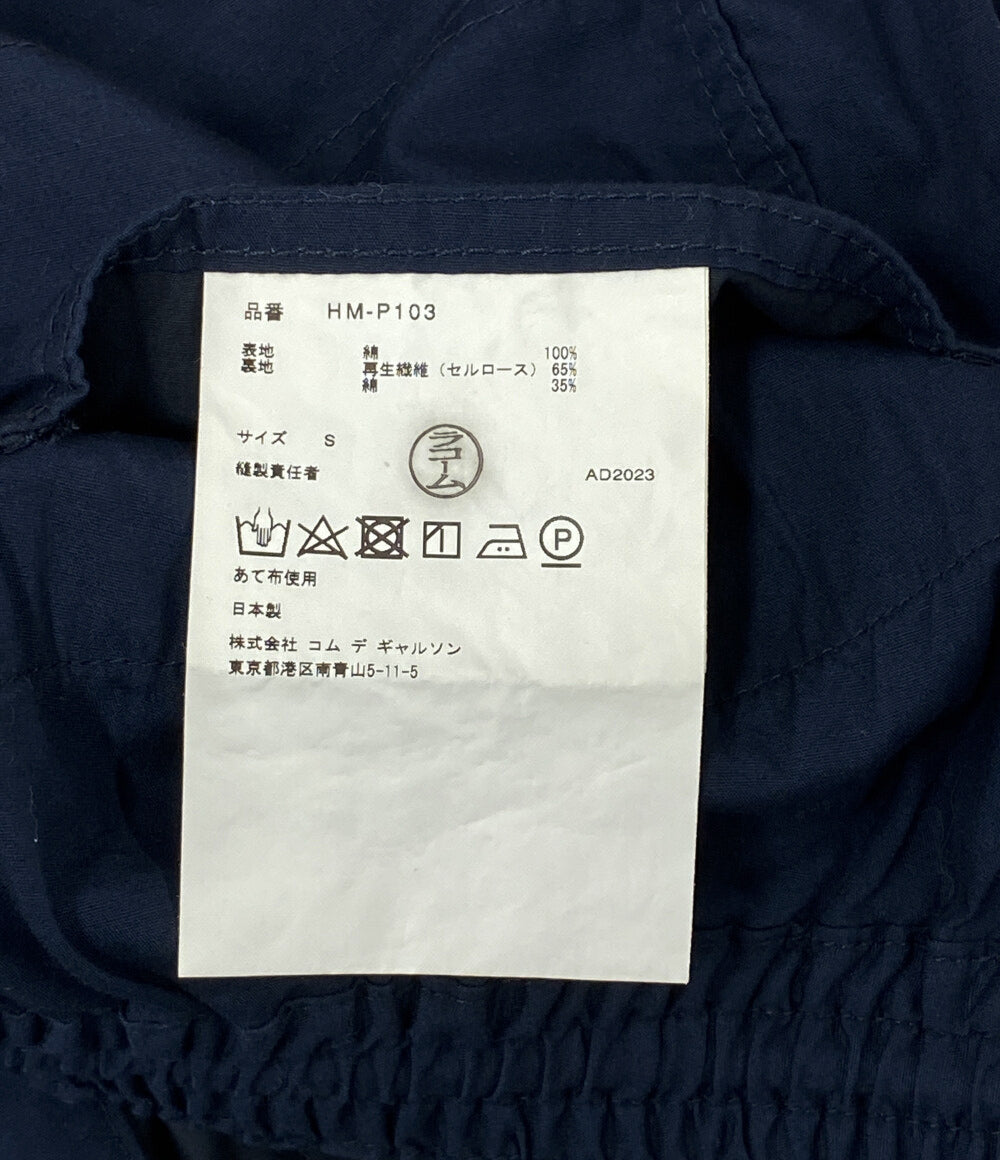 品番 HM-P103
表地 綿 100%
裏地 再生繊維（セルロース） 65%
綿 35%
サイズ S
ラコーム
縫製責任者 AD2023
P
あて布使用
日本製
株式会社 コム デ ギャルソン
東京都港区南青山5-11-5